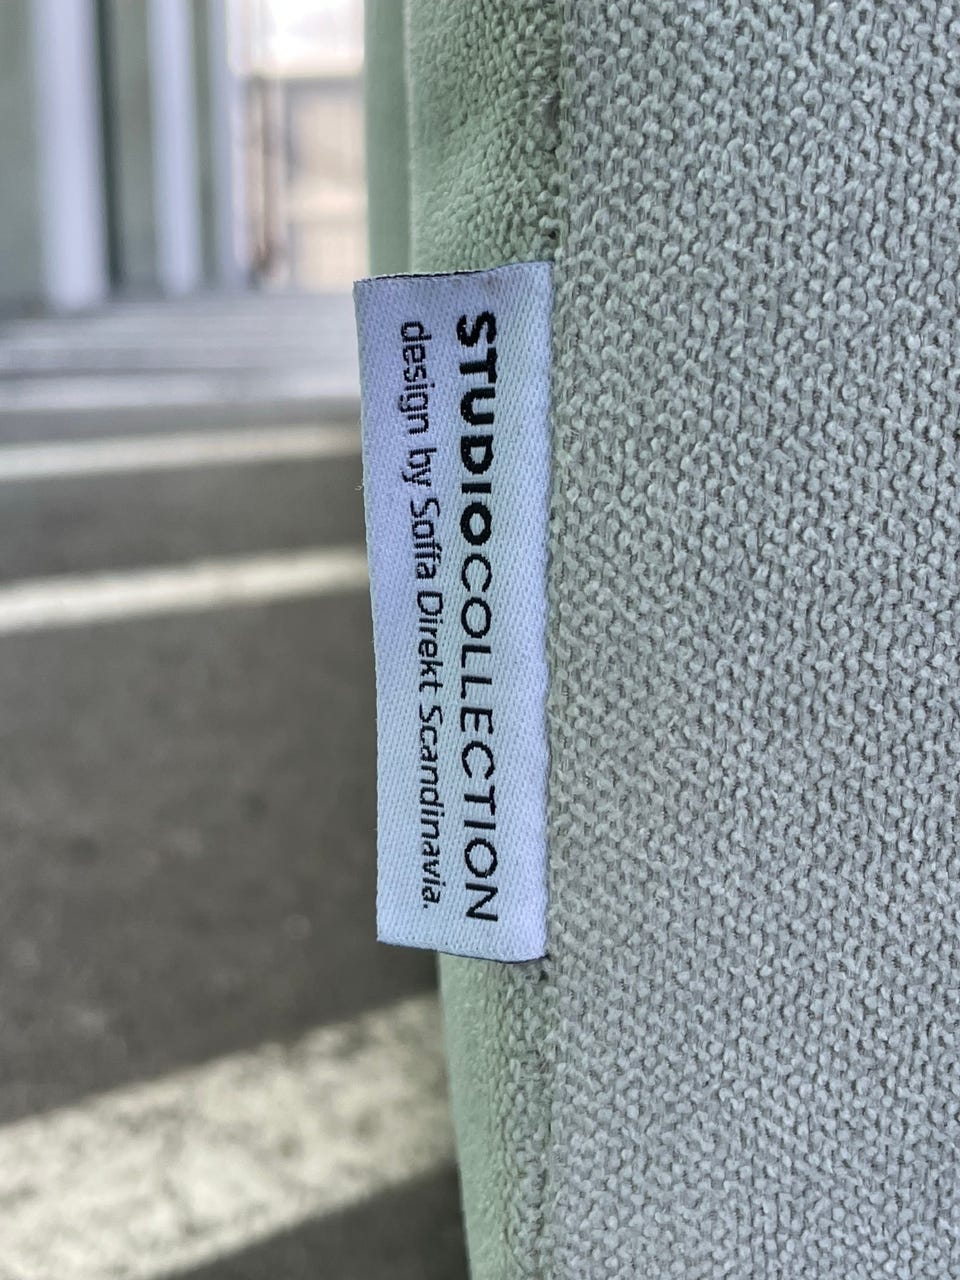 STUDIOCOLLECTION
design by Soffa Direkt Scandinavia.